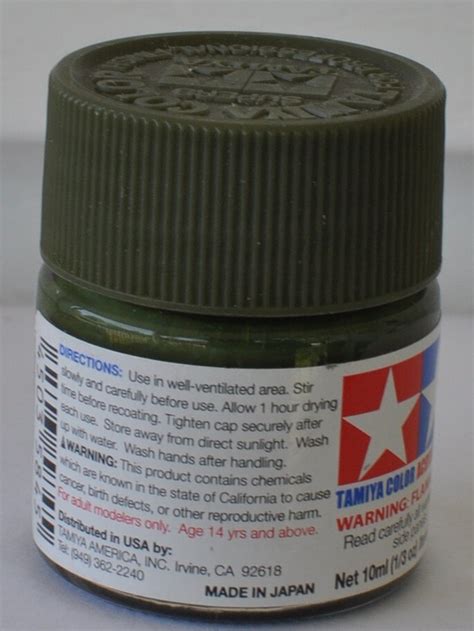 TAMIYA COLOR
DIRECTIONS: Use in well-ventilated area. Stir
slowly and carefully before use. Allow 1 hour drying
time before recoating. Tighten cap securely after
each use. Store away from direct sunlight. Wash
up with water. Wash hands after handling.
⚠WARNING: This product contains chemicals
which are known in the state of California to cause
cancer, birth defects, or other reproductive harm.
For adult modelers only. Age 14 yrs and above.
Distributed in USA by:
TAMIYA AMERICA, INC. Irvine, CA 92618
Tel: (949) 362-2240
MADE IN JAPAN
TAMIYA COLOR
WARNING:
Read carefully
side
Net 10ml (1/3 oz.